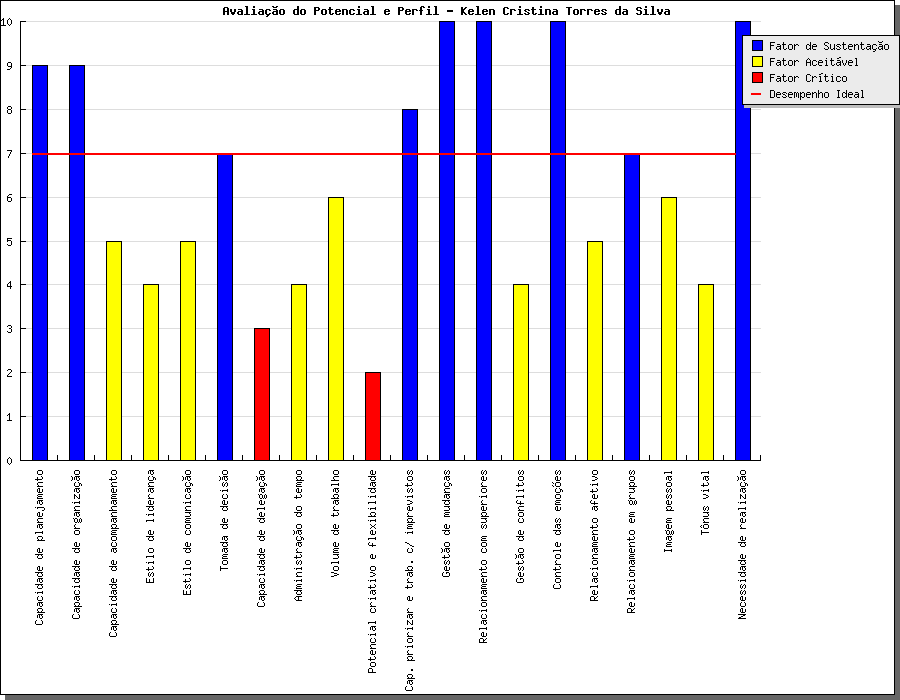 Avaliação do Potencial e Perfil - Kelen Cristina Torres da Silva
Fator de Sustentação
Fator Aceitável
Fator Crítico
Desempenho Ideal
10
9
8
7
6
5
4
3
2
1
0
Capacidade de planejamento
Capacidade de organização
Capacidade de acompanhamento
Estilo de liderança
Estilo de comunicação
Tomada de decisão
Capacidade de delegação
Administração do tempo
Volume de trabalho
Potencial criativo e flexibilidade
Cap. priorizar e trab. c/ imprevistos
Gestão de mudanças
Relacionamento com superiores
Gestão de conflitos
Controle das emoções
Relacionamento afetivo
Relacionamento em grupos
Imagem pessoal
Tônus vital
Necessidade de realização